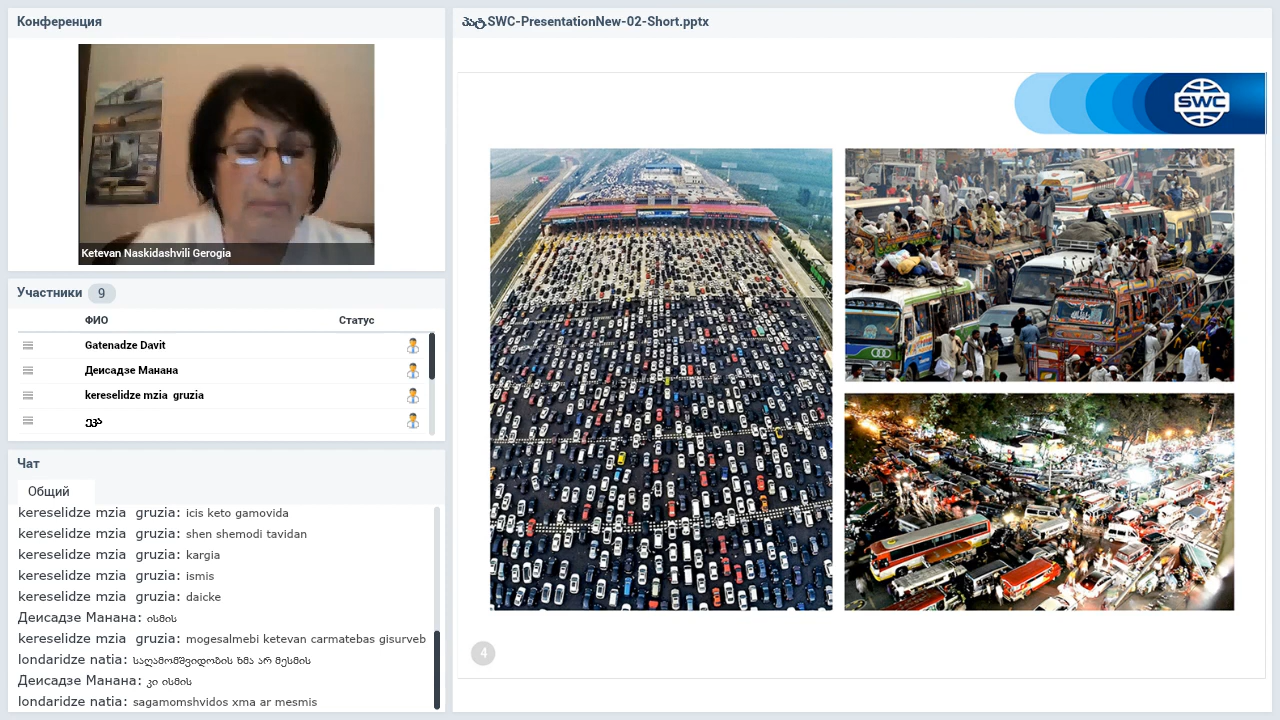 Конференция
Ketevan Naskidashvili Gerogia
Участники 9
ФИО Статус
Gatenadze Davit
Деисадзе Манана
kereselidze mzia gruzia
ევა
Чат
Общий
kereselidze mzia gruzia: icis keto gamovida
kereselidze mzia gruzia: shen shemodi tavidan
kereselidze mzia gruzia: kargia
kereselidze mzia gruzia: ismis
kereselidze mzia gruzia: daicke
Деисадзе Манана: ისმის
kereselidze mzia gruzia: mogesalmebi ketevan carmatebas gisurveb
londaridze natia: საღამომშვიდობის ხმა არ მესმის
Деисадзе Манана: კი ისმის
londaridze natia: sagamomshvidos xma ar mesmis
პატ.SWC-PresentationNew-02-Short.pptx
SWC
4